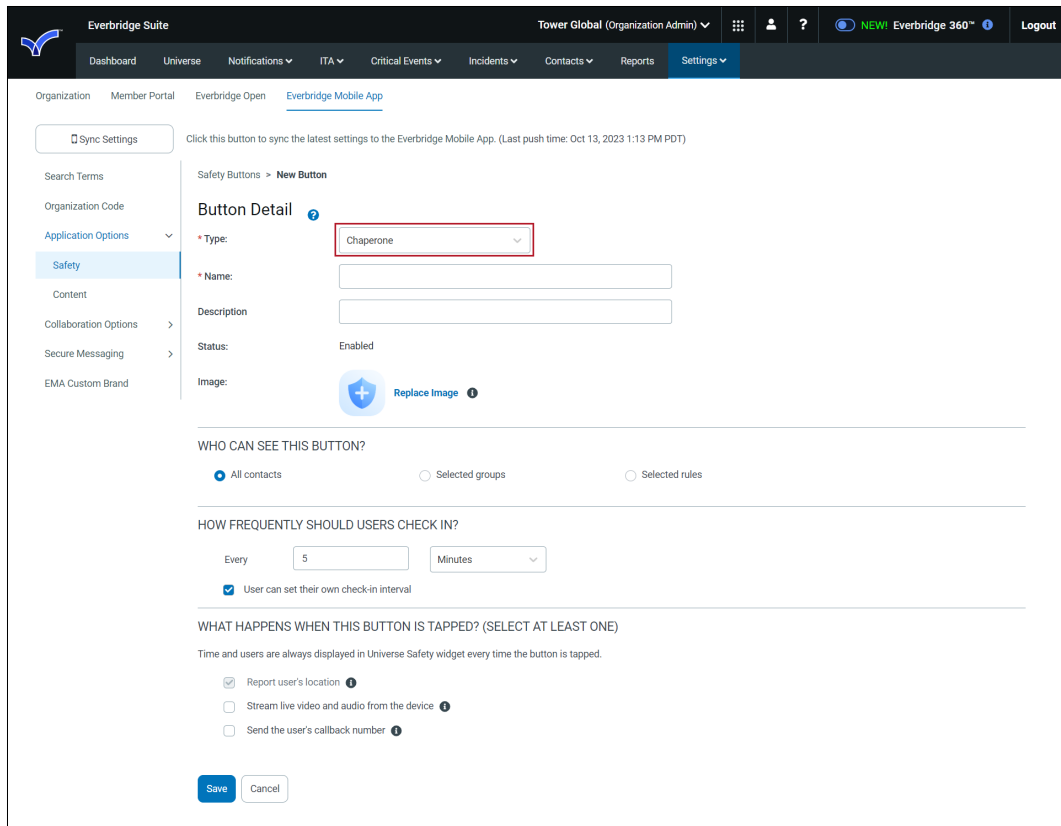 Everbridge Suite
Tower Global (Organization Admin)
?
NEW! Everbridge 360™ i
Logout
Dashboard Universe Notifications ITA Critical Events Incidents Contacts Reports Settings
Organization Member Portal Everbridge Open Everbridge Mobile App
Sync Settings
Click this button to sync the latest settings to the Everbridge Mobile App. (Last push time: Oct 13, 2023 1:13 PM PDT)
Search Terms
Organization Code
Application Options
Safety
Content
Collaboration Options
Secure Messaging
EMA Custom Brand
Safety Buttons > New Button
Button Detail ?
* Type: Chaperone
* Name:
Description
Status: Enabled
Image: Replace Image i
WHO CAN SEE THIS BUTTON?
All contacts Selected groups Selected rules
HOW FREQUENTLY SHOULD USERS CHECK IN?
Every 5 Minutes
User can set their own check-in interval
WHAT HAPPENS WHEN THIS BUTTON IS TAPPED? (SELECT AT LEAST ONE)
Time and users are always displayed in Universe Safety widget every time the button is tapped.
Report user's location i
Stream live video and audio from the device i
Send the user's callback number i
Save Cancel